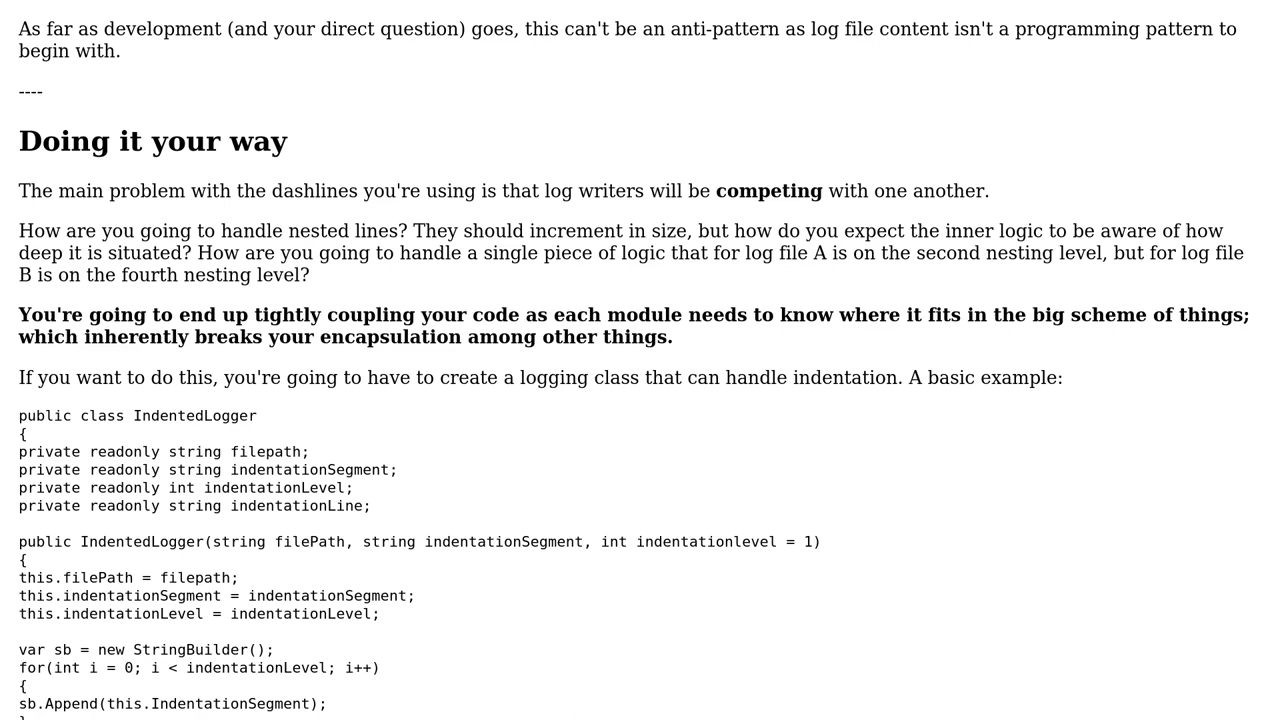 As far as development (and your direct question) goes, this can't be an anti-pattern as log file content isn't a programming pattern to
begin with.
----
Doing it your way
The main problem with the dashlines you're using is that log writers will be competing with one another.
How are you going to handle nested lines? They should increment in size, but how do you expect the inner logic to be aware of how
deep it is situated? How are you going to handle a single piece of logic that for log file A is on the second nesting level, but for log file
B is on the fourth nesting level?
You're going to end up tightly coupling your code as each module needs to know where it fits in the big scheme of things;
which inherently breaks your encapsulation among other things.
If you want to do this, you're going to have to create a logging class that can handle indentation. A basic example:
public class IndentedLogger
{
private readonly string filepath;
private readonly string indentationSegment;
private readonly int indentationLevel;
private readonly string indentationLine;
public IndentedLogger(string filePath, string indentationSegment, int indentationlevel = 1)
{
this.filePath = filepath;
this.indentationSegment = indentationSegment;
this.indentationLevel = indentationLevel;
var sb = new StringBuilder();
for(int i = 0; i < indentationLevel; i++)
{
sb.Append(this.IndentationSegment);
}